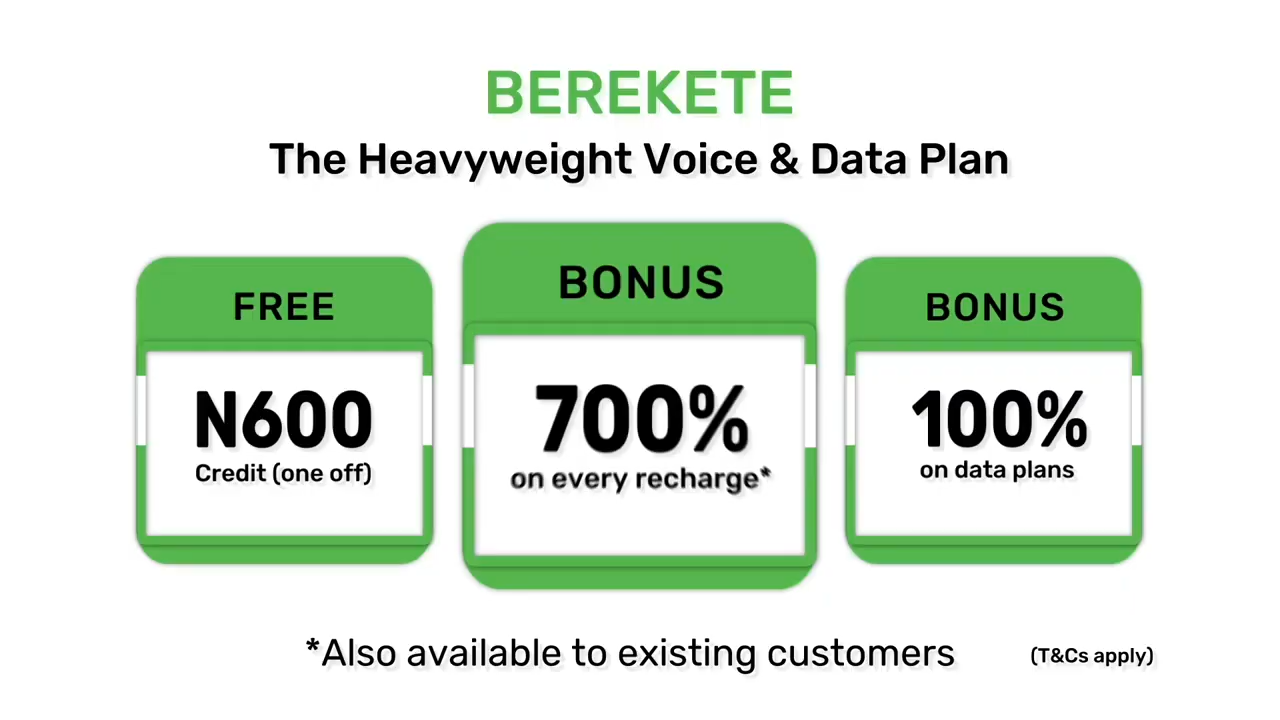 BEREKETE
The Heavyweight Voice & Data Plan
FREE
N600
Credit (one off)
BONUS
700%
on every recharge*
BONUS
100%
on data plans
*Also available to existing customers
(T&Cs apply)